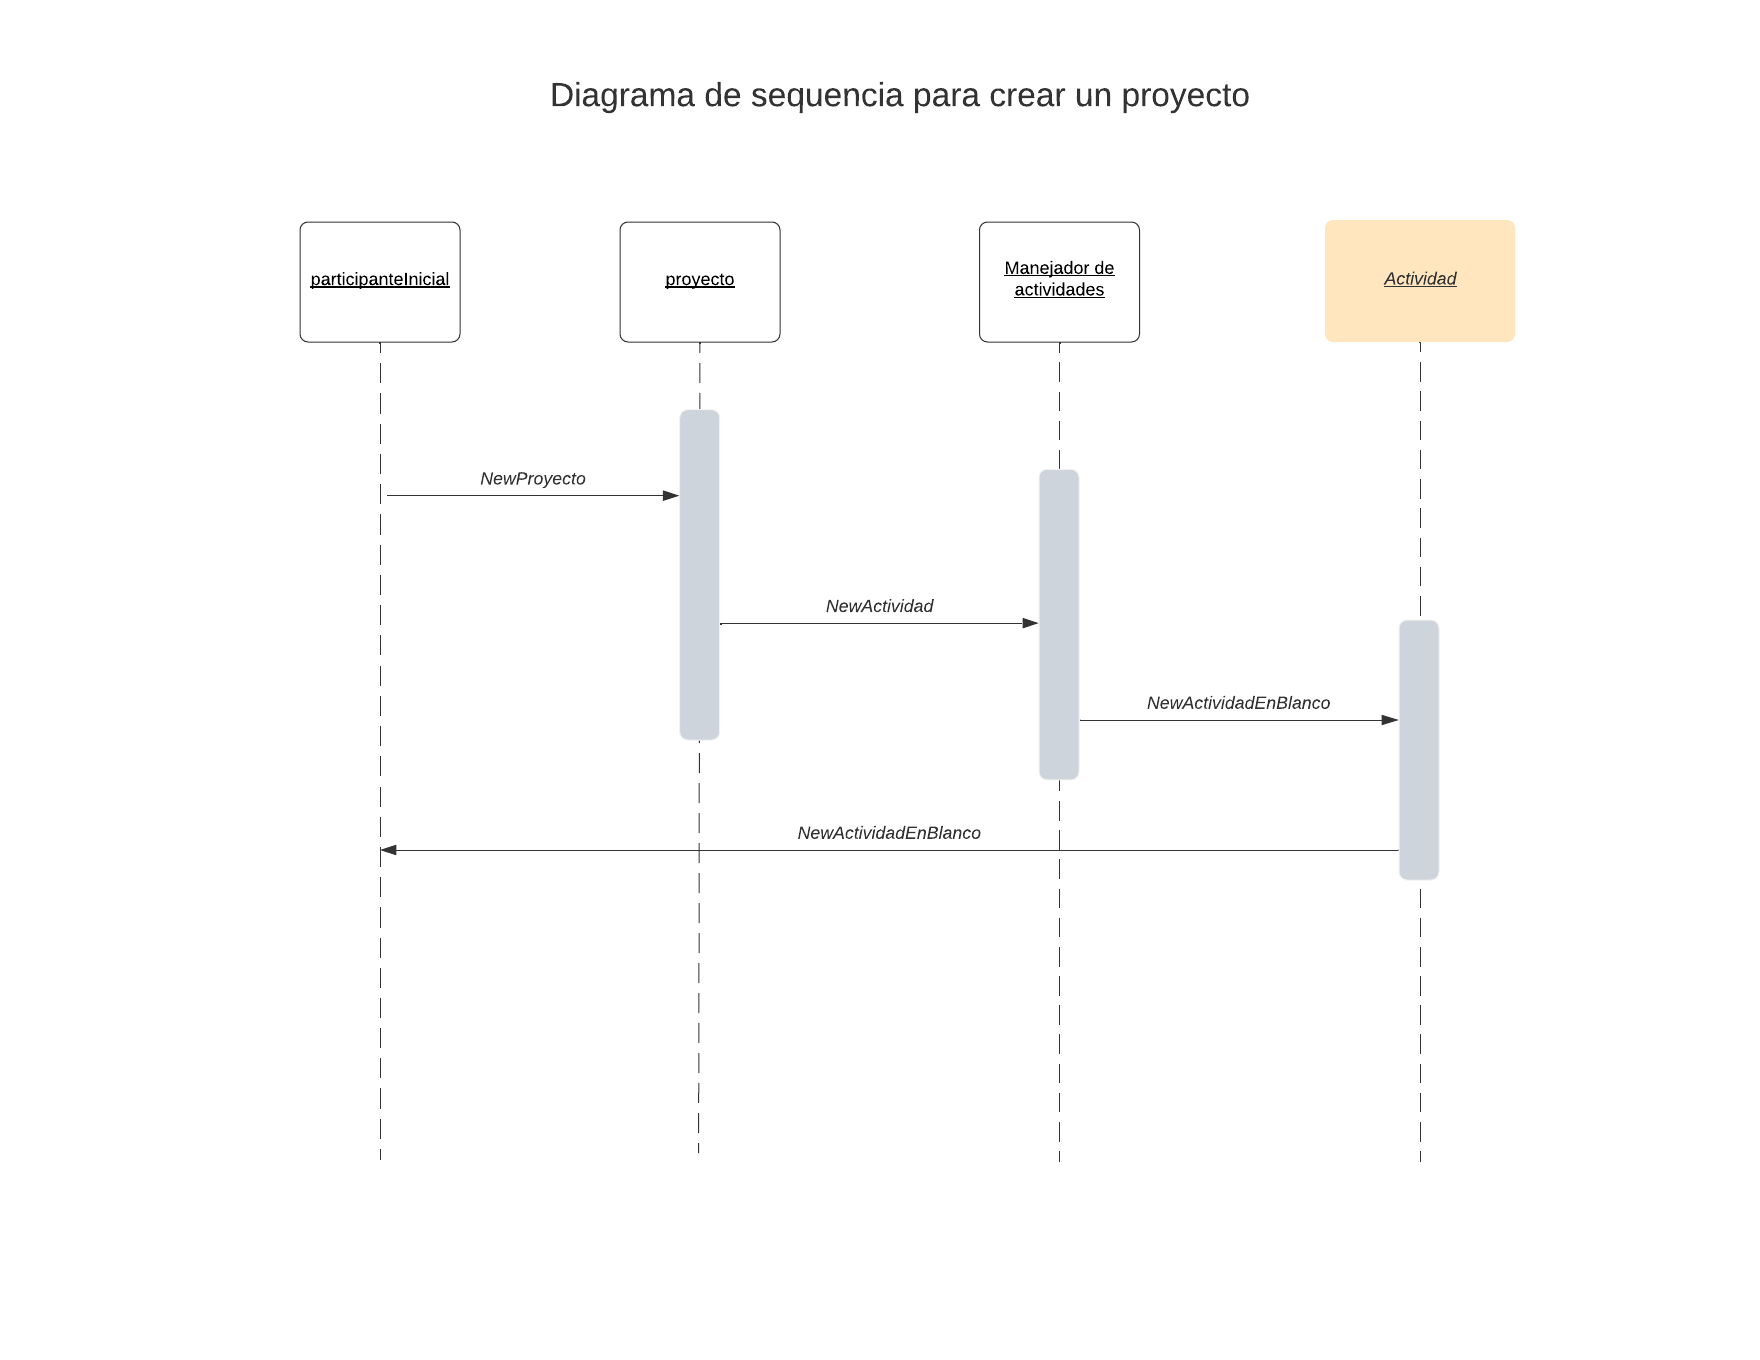 Diagrama de sequencia para crear un proyecto
participanteInicial
proyecto
Manejador de
actividades
Actividad
NewProyecto
NewActividad
NewActividadEnBlanco
NewActividadEnBlanco